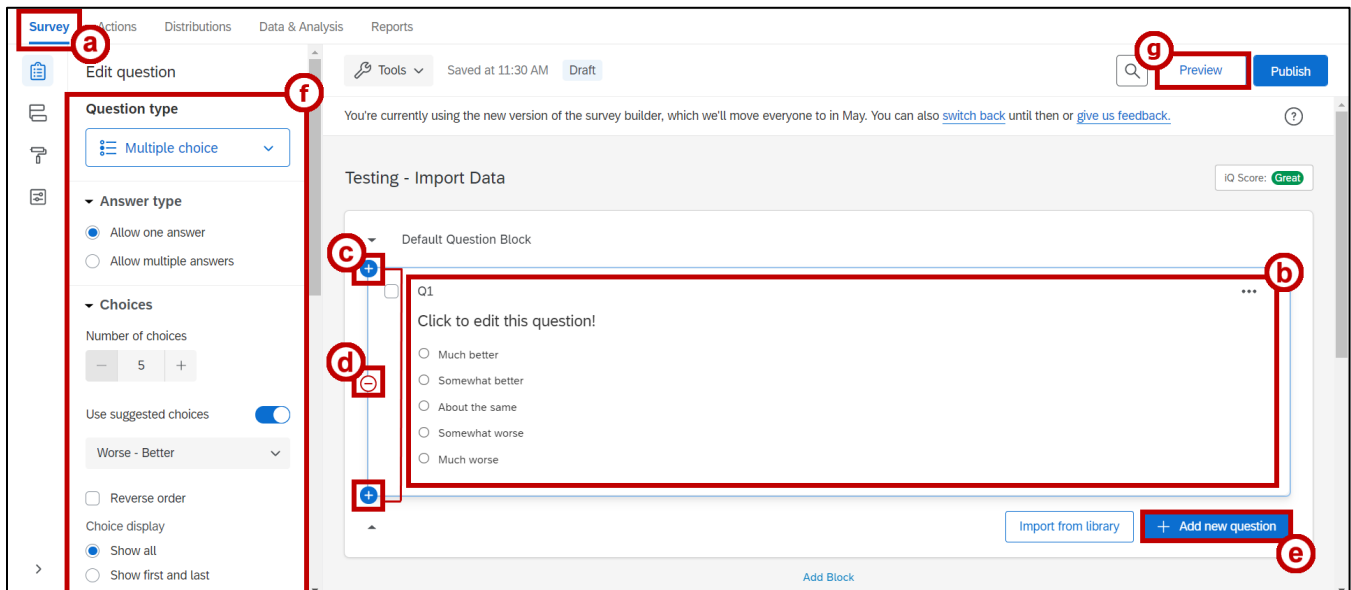 Survey Actions Distributions Data & Analysis Reports
a
g
Edit question
Tools Saved at 11:30 AM Draft
Preview Publish
f
Question type
You're currently using the new version of the survey builder, which we'll move everyone to in May. You can also switch back until then or give us feedback. ?
Multiple choice
Testing - Import Data
iQ Score: Great
Answer type
Allow one answer
Allow multiple answers
Default Question Block
c
b
Q1
Choices
Click to edit this question!
Number of choices
− 5 +
d
Much better
Somewhat better
About the same
Somewhat worse
Much worse
Use suggested choices
Worse - Better
Reverse order
Choice display
Show all
Show first and last
Import from library + Add new question
e
Add Block